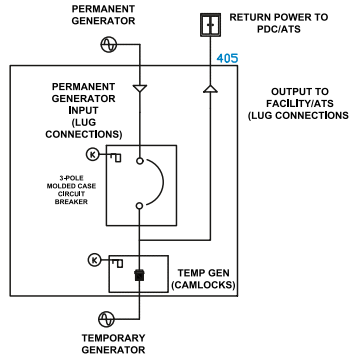 PERMANENT
GENERATOR
RETURN POWER TO
PDC/ATS
405
PERMANENT
GENERATOR
INPUT
(LUG
CONNECTIONS)
OUTPUT TO
FACILITY/ATS
(LUG CONNECTIONS
K
3-POLE
MOLDED CASE
CIRCUIT
BREAKER
K
TEMP GEN
(CAMLOCKS)
TEMPORARY
GENERATOR